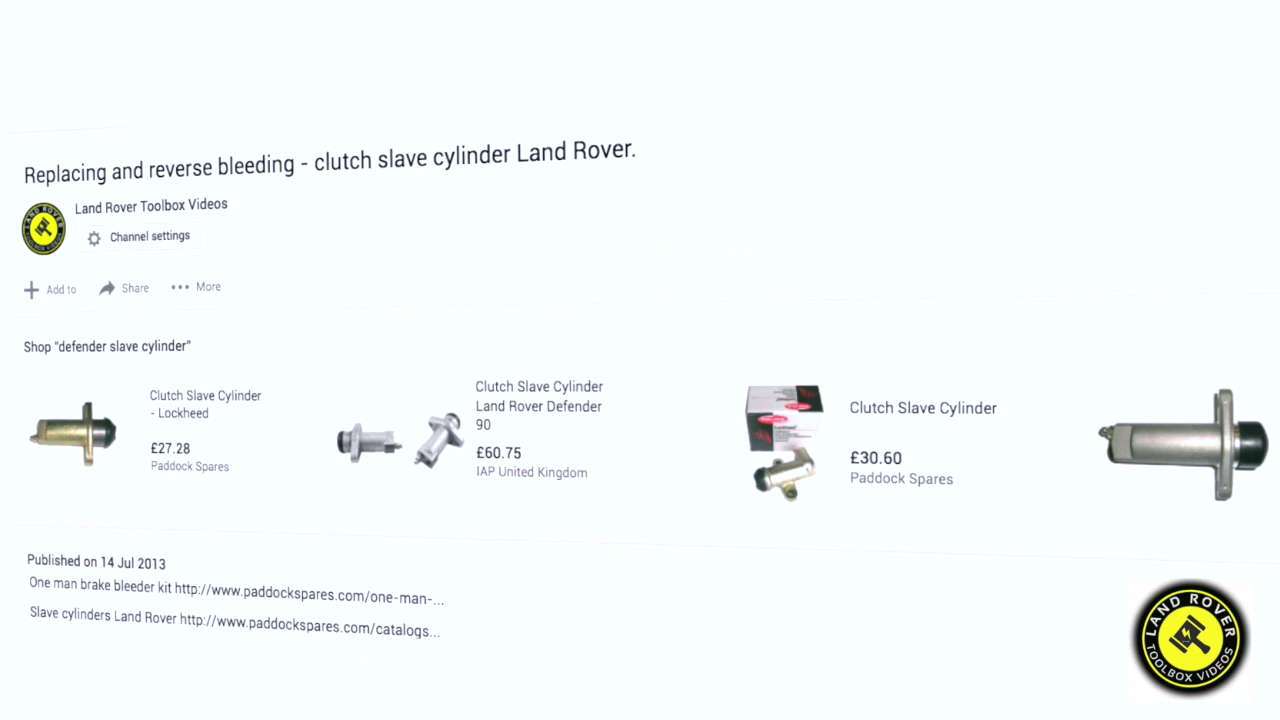 Replacing and reverse bleeding - clutch slave cylinder Land Rover.
LAND ROVER
TOOLBOX VIDEOS
Land Rover Toolbox Videos
Channel settings
Add to
Share
More
Shop "defender slave cylinder"
Clutch Slave Cylinder
- Lockheed
£27.28
Paddock Spares
Clutch Slave Cylinder
Land Rover Defender
90
£60.75
IAP United Kingdom
Clutch Slave Cylinder
£30.60
Paddock Spares
Published on 14 Jul 2013
One man brake bleeder kit http://www.paddockspares.com/one-man-...
Slave cylinders Land Rover http://www.paddockspares.com/catalogs...
LAND ROVER
TOOLBOX VIDEOS